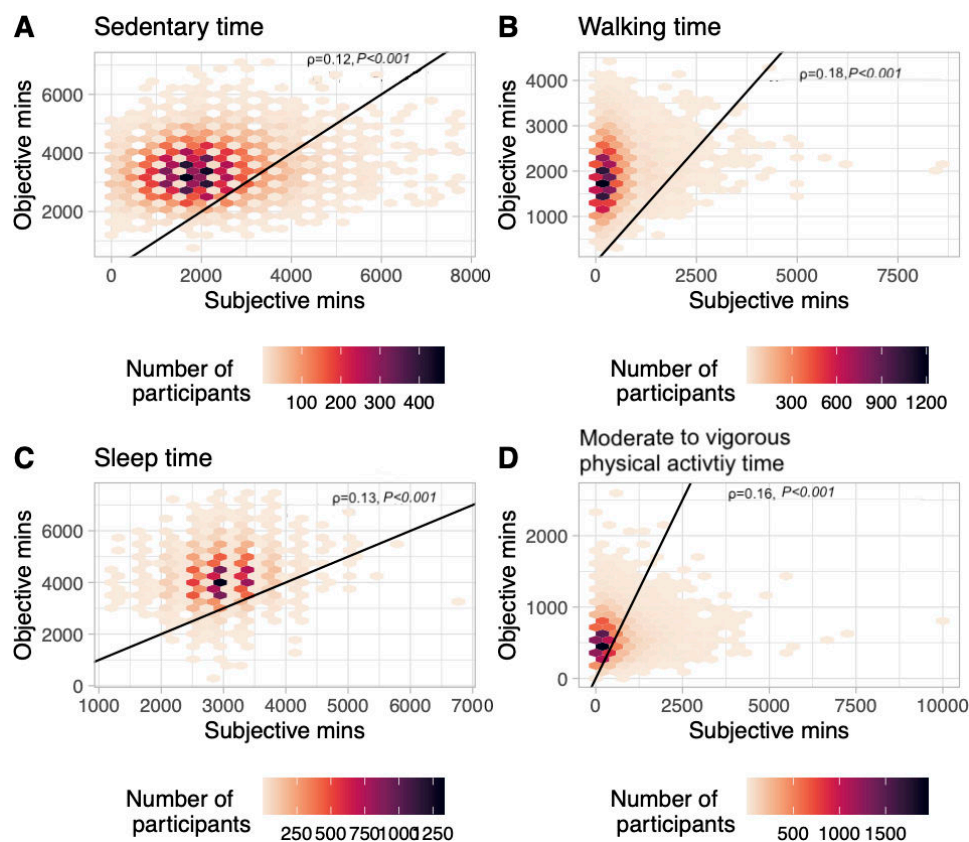 A Sedentary time
ρ=0.12, P<0.001
Objective mins
6000
4000
2000
0 2000 4000 6000 8000
Subjective mins
Number of
participants
100 200 300 400
B Walking time
ρ=0.18, P<0.001
Objective mins
4000
3000
2000
1000
0 2500 5000 7500
Subjective mins
Number of
participants
300 600 900 1200
C Sleep time
ρ=0.13, P<0.001
Objective mins
6000
4000
2000
0
1000 2000 3000 4000 5000 6000 7000
Subjective mins
Number of
participants
250 500 750 1000 1250
D Moderate to vigorous
physical activtiy time
ρ=0.16, P<0.001
Objective mins
2000
1000
0
0 2500 5000 7500 10000
Subjective mins
Number of
participants
500 1000 1500